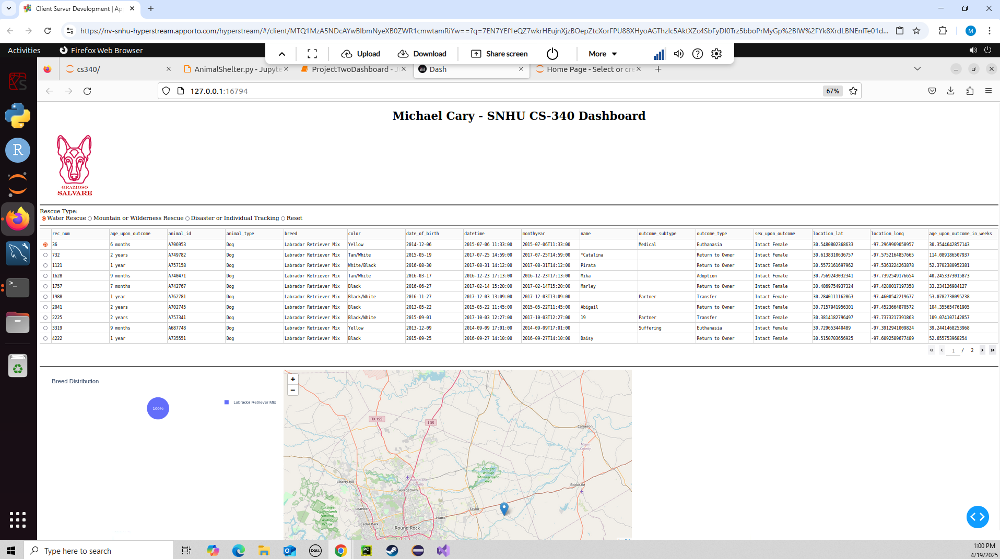 Client Server Development | Ap
https://nv-snhu-hyperstream.apporto.com/hyperstream/#/client/MTQ1MzA5NDcAYwBlbmNyeXB0ZWR1cmwtamRiYw==?q=7EN7YEf1eQZ7wkrHEujnXjzBOepZtcXorFPU88XHyoAGThzlc5AktXZc4SbFyDI0Trz5bboPrMyGp%2BIW%2FYk8XrdLBNEnlTe01d...
M
Activities
Firefox Web Browser
Upload
Download
Share screen
More
cs340/
AnimalShelter.py - Jupyte
ProjectTwoDashboard - J
Dash
Home Page - Select or cre
127.0.0.1:16794
67%
Michael Cary - SNHU CS-340 Dashboard
GRAZIOSO
SALVARE
Rescue Type:
Water Rescue Mountain or Wilderness Rescue Disaster or Individual Tracking Reset
rec_num age_upon_outcome animal_id animal_type breed color date_of_birth datetime monthyear name outcome_subtype outcome_type sex_upon_outcome location_lat location_long age_upon_outcome_in_weeks
36 6 months A706953 Dog Labrador Retriever Mix Yellow 2014-12-06 2015-07-06 11:33:00 2015-07-06T11:33:00 Medical Euthanasia Intact Female 30.5480802368633 -97.2969969058957 30.3544642857143
732 2 years A749782 Dog Labrador Retriever Mix Tan/White 2015-05-19 2017-07-25 14:59:00 2017-07-25T14:59:00 *Catalina Return to Owner Intact Female 30.6138310636757 -97.5752164857665 114.089186507937
1121 1 year A757158 Dog Labrador Retriever Mix White/Black 2016-08-30 2017-08-31 14:12:00 2017-08-31T14:12:00 Pirata Return to Owner Intact Female 30.5572161697962 -97.5363224263878 52.3702380952381
1628 9 months A740471 Dog Labrador Retriever Mix Tan/White 2016-03-17 2016-12-23 17:13:00 2016-12-23T17:13:00 Mika Adoption Intact Female 30.7569243032341 -97.7392549176654 40.2453373015873
1757 7 months A742767 Dog Labrador Retriever Mix Black 2016-06-27 2017-02-14 15:20:00 2017-02-14T15:20:00 Marley Return to Owner Intact Female 30.4869754937324 -97.4280017197358 33.234126984127
1988 1 year A762781 Dog Labrador Retriever Mix Black/White 2016-11-27 2017-12-03 13:09:00 2017-12-03T13:09:00 Partner Transfer Intact Female 30.2840111162863 -97.4600542219677 53.0782738095238
2041 2 years A702745 Dog Labrador Retriever Mix Black 2013-05-22 2015-05-22 11:45:00 2015-05-22T11:45:00 Abigail Return to Owner Intact Female 30.7157941956301 -97.4523664870572 104.355654761905
2225 2 years A757341 Dog Labrador Retriever Mix Black/White 2015-09-01 2017-10-03 12:27:00 2017-10-03T12:27:00 19 Partner Transfer Intact Female 30.3814182796497 -97.7373217391863 109.074107142857
3319 9 months A687748 Dog Labrador Retriever Mix Yellow 2013-12-09 2014-09-09 17:01:00 2014-09-09T17:01:00 Suffering Euthanasia Intact Female 30.729653440489 -97.3912941009824 39.2441468253968
4222 1 year A735551 Dog Labrador Retriever Mix Black 2015-09-25 2016-09-27 14:10:00 2016-09-27T14:10:00 Daisy Return to Owner Intact Female 30.5150703656925 -97.6092589677489 52.655753968254
1 / 2
Breed Distribution
100%
Labrador Retriever Mix
+
−
TX 195
I 35
Cameron
Milam
County
Granger
Wildlife
Management
Area
Liberty Hill
Williamson
County
Georgetown
Rockdale
Leander
Taylor
Balcones
Canyonlands
National
Wildlife
Refuge
Hutto
Cedar Park
Round Rock
Type here to search
DELL
PC
1:00 PM
4/19/2025